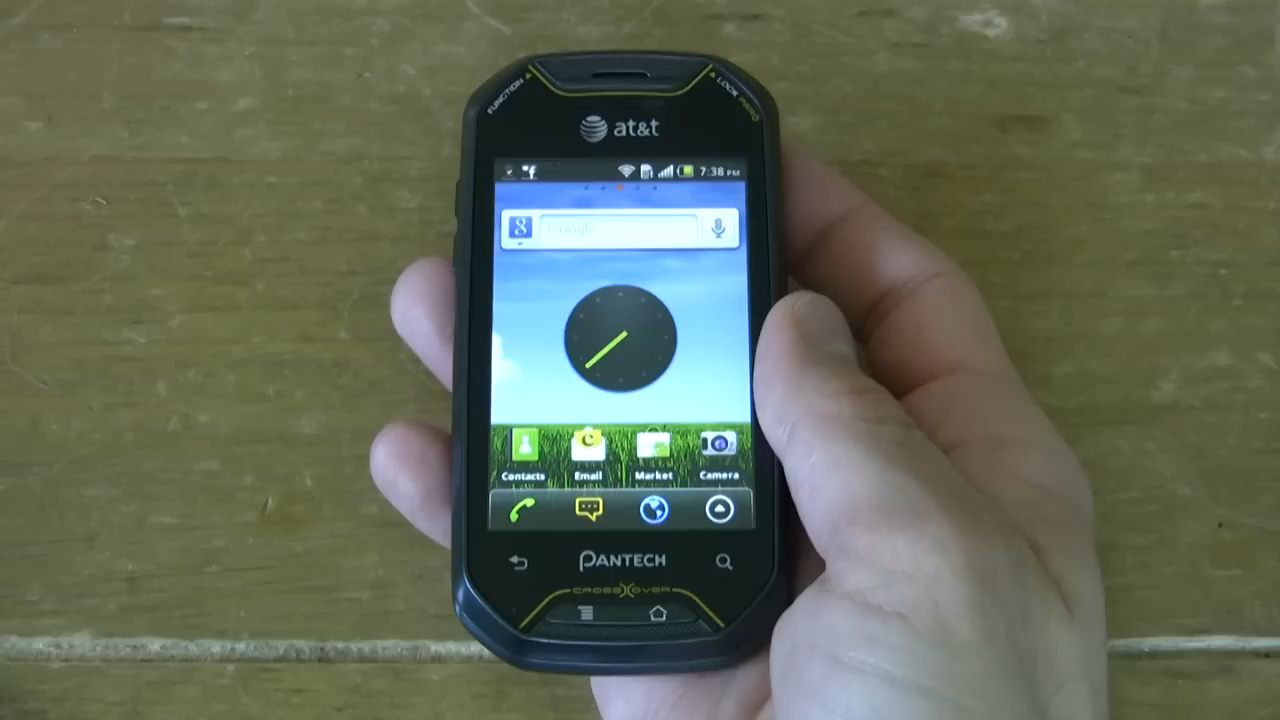 FUNCTION
LOCK
at&t
7:38 PM
Google
Contacts Email Market Camera
PANTECH
CROSSOVER